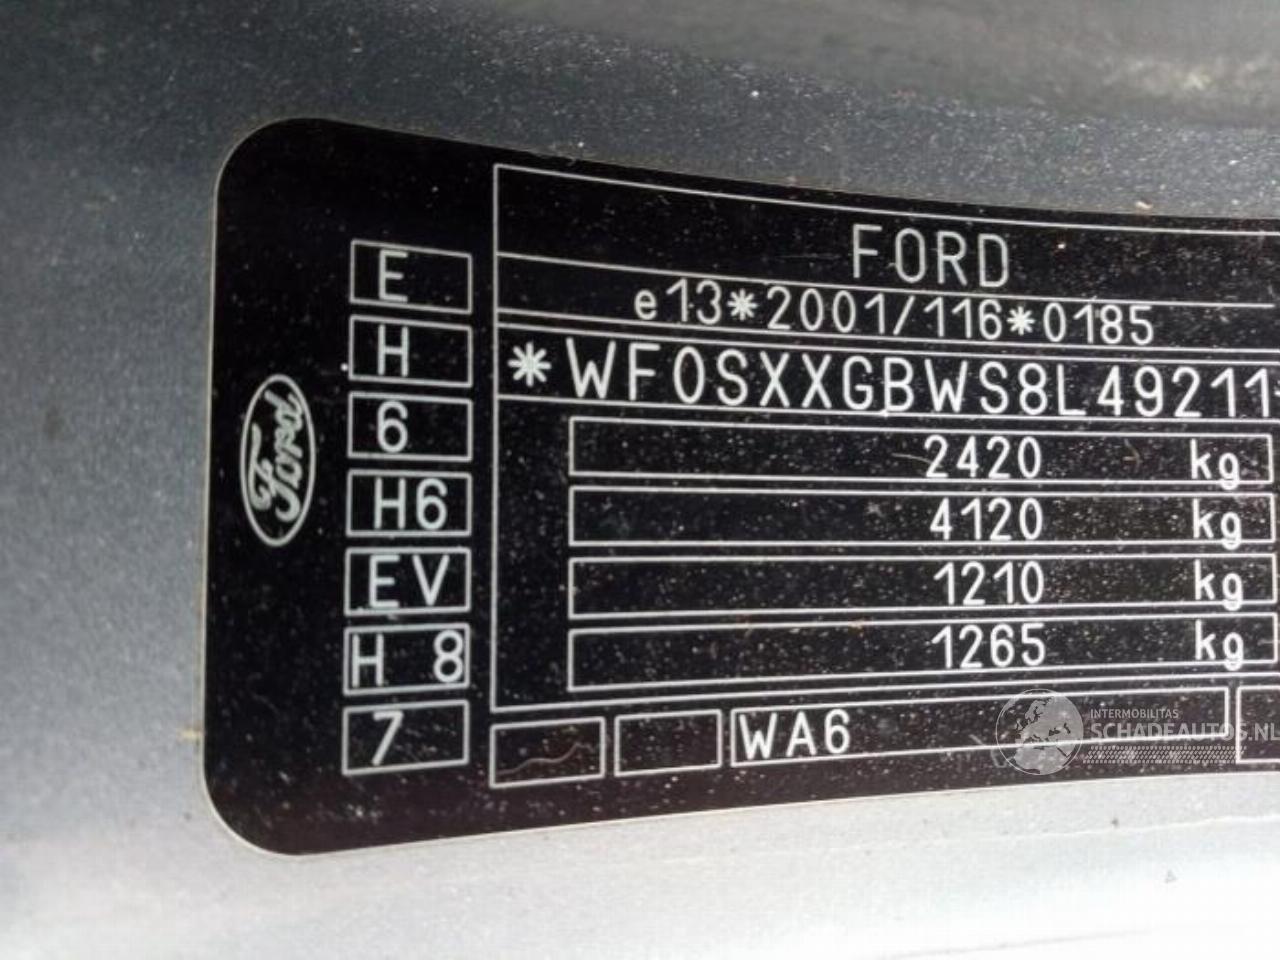 FORD
e13*2001/116*0185
*WF0SXXGBWS8L49211
E
H
6
H6
EV
H 8
7
Ford
2420 kg
4120 kg
1210 kg
1265 kg
WA6
INTERMOBILITAS
SCHADEAUTOS.NL